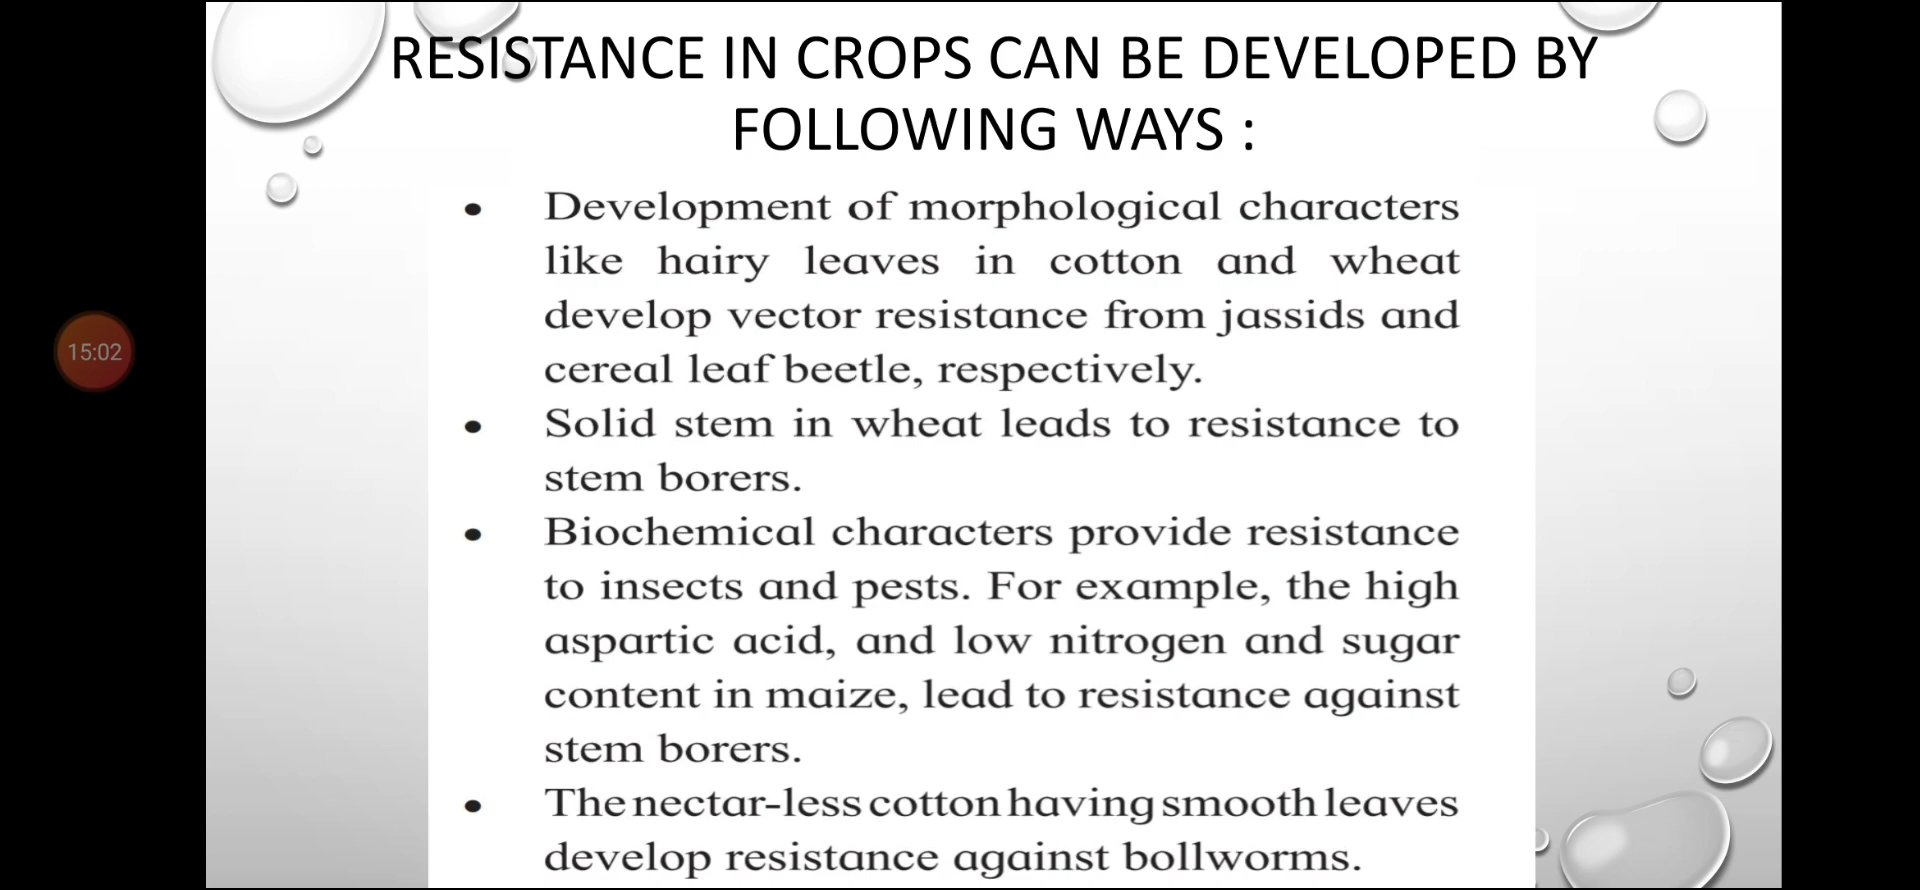 RESISTANCE IN CROPS CAN BE DEVELOPED BY
FOLLOWING WAYS :
• Development of morphological characters
like hairy leaves in cotton and wheat
develop vector resistance from jassids and
cereal leaf beetle, respectively.
• Solid stem in wheat leads to resistance to
stem borers.
15:02
• Biochemical characters provide resistance
to insects and pests. For example, the high
aspartic acid, and low nitrogen and sugar
content in maize, lead to resistance against
stem borers.
• The nectar-less cotton having smooth leaves
develop resistance against bollworms.